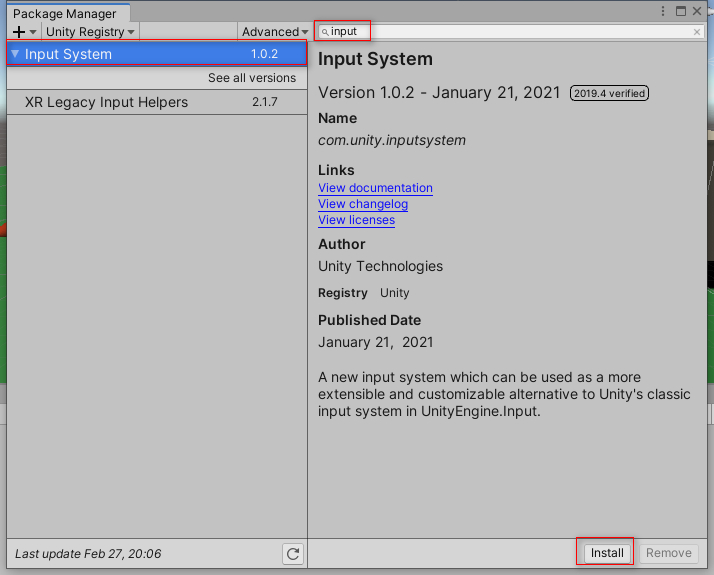 Package Manager
Unity Registry
Advanced
input
Input System 1.0.2
See all versions
XR Legacy Input Helpers 2.1.7
Last update Feb 27, 20:06
Input System
Version 1.0.2 - January 21, 2021 2019.4 verified
Name
com.unity.inputsystem
Links
View documentation
View changelog
View licenses
Author
Unity Technologies
Registry Unity
Published Date
January 21, 2021
A new input system which can be used as a more
extensible and customizable alternative to Unity's classic
input system in UnityEngine.Input.
Install Remove